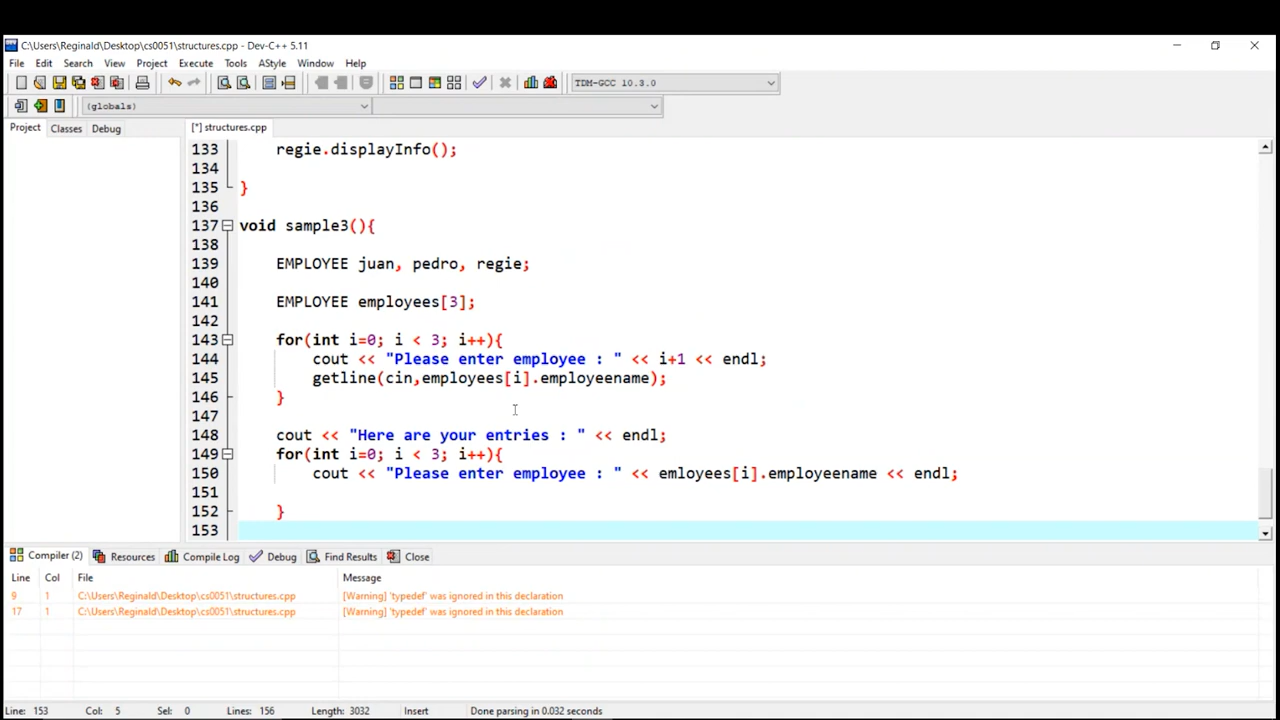 C:\Users\Reginald\Desktop\cs0051\structures.cpp - Dev-C++ 5.11
File Edit Search View Project Execute Tools AStyle Window Help
TDM-GCC 10.3.0
(globals)
Project Classes Debug [*] structures.cpp
133 regie.displayInfo();
134
135 }
136
137 void sample3(){
138
139 EMPLOYEE juan, pedro, regie;
140
141 EMPLOYEE employees[3];
142
143 for(int i=0; i < 3; i++){
144 cout << "Please enter employee : " << i+1 << endl;
145 getline(cin,employees[i].employeename);
146 }
147
148 cout << "Here are your entries : " << endl;
149 for(int i=0; i < 3; i++){
150 cout << "Please enter employee : " << emloyees[i].employeename << endl;
151
152 }
153
Compiler (2) Resources Compile Log Debug Find Results Close
Line Col File Message
9 1 C:\Users\Reginald\Desktop\cs0051\structures.cpp [Warning] 'typedef' was ignored in this declaration
17 1 C:\Users\Reginald\Desktop\cs0051\structures.cpp [Warning] 'typedef' was ignored in this declaration
Line: 153 Col: 5 Sel: 0 Lines: 156 Length: 3032 Insert Done parsing in 0.032 seconds